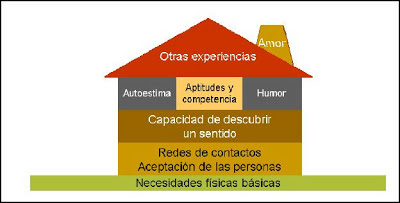 Amor
Otras experiencias
Autoestima
Aptitudes y
competencia
Humor
Capacidad de descubrir
un sentido
Redes de contactos
Aceptación de las personas
Necesidades físicas básicas